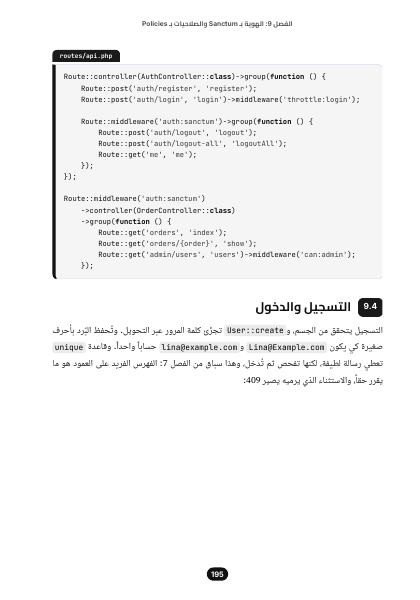 الفصل 9: الهوية بـ Sanctum والصلاحيات بـ Policies
routes/api.php
Route::controller(AuthController::class)->group(function () {
    Route::post('auth/register', 'register');
    Route::post('auth/login', 'login')->middleware('throttle:login');

    Route::middleware('auth:sanctum')->group(function () {
        Route::post('auth/logout', 'logout');
        Route::post('auth/logout-all', 'logoutAll');
        Route::get('me', 'me');
    });
});

Route::middleware('auth:sanctum')
    ->controller(OrderController::class)
    ->group(function () {
        Route::get('orders', 'index');
        Route::get('orders/{order}', 'show');
        Route::get('admin/users', 'users')->middleware('can:admin');
    });
9.4 التسجيل والدخول
التسجيل يتحقق من الجسم، و User::create تجزّئ كلمة المرور عبر التحويل. ويُحفظ البريد بأحرف
صغيرة كي يكون Lina@Example.com و lina@example.com حساباً واحداً. وقاعدة unique
تعطي رسالة لطيفة، لكنها تفحص ثم تُدخل، وهذا سباق من الفصل 7: الفهرس الفريد على العمود هو ما
يقرر حقاً، والاستثناء الذي يرميه يصير 409:
195